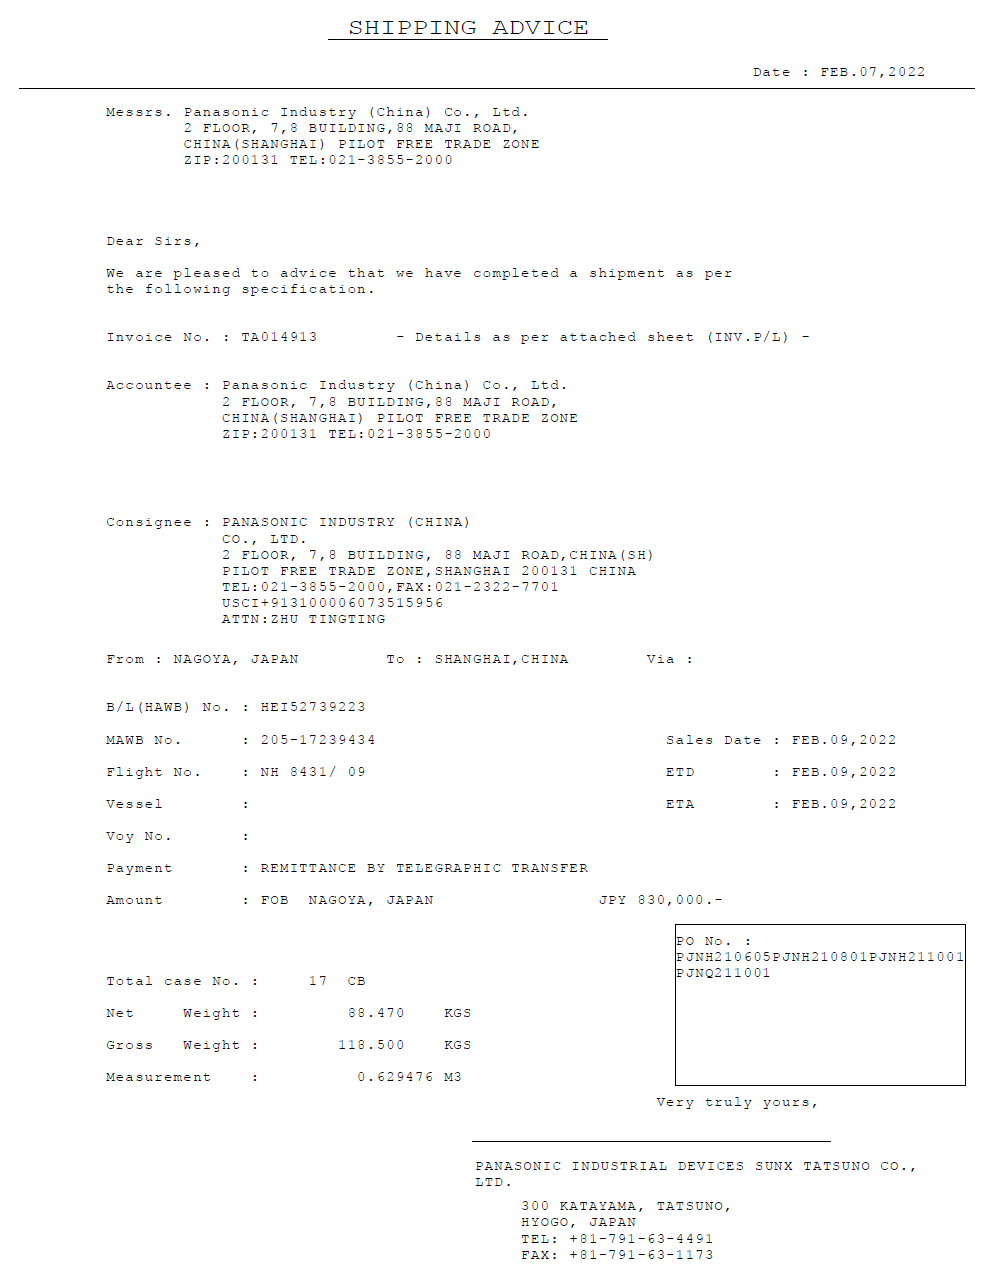 SHIPPING ADVICE
Date : FEB.07,2022
Messrs. Panasonic Industry (China) Co., Ltd.
2 FLOOR, 7,8 BUILDING,88 MAJI ROAD,
CHINA(SHANGHAI) PILOT FREE TRADE ZONE
ZIP:200131 TEL:021-3855-2000
Dear Sirs,
We are pleased to advice that we have completed a shipment as per
the following specification.
Invoice No. : TA014913 - Details as per attached sheet (INV.P/L) -
Accountee : Panasonic Industry (China) Co., Ltd.
2 FLOOR, 7,8 BUILDING,88 MAJI ROAD,
CHINA(SHANGHAI) PILOT FREE TRADE ZONE
ZIP:200131 TEL:021-3855-2000
Consignee : PANASONIC INDUSTRY (CHINA)
CO., LTD.
2 FLOOR, 7,8 BUILDING, 88 MAJI ROAD,CHINA(SH)
PILOT FREE TRADE ZONE,SHANGHAI 200131 CHINA
TEL:021-3855-2000,FAX:021-2322-7701
USCI+9131000060735159­56
ATTN:ZHU TINGTING
From : NAGOYA, JAPAN To : SHANGHAI,CHINA Via :
B/L(HAWB) No. : HEI52739223
MAWB No. : 205-17239434 Sales Date : FEB.09,2022
Flight No. : NH 8431/ 09 ETD : FEB.09,2022
Vessel : ETA : FEB.09,2022
Voy No. :
Payment : REMITTANCE BY TELEGRAPHIC TRANSFER
Amount : FOB NAGOYA, JAPAN JPY 830,000.-
PO No. :
PJNH210605PJNH210801PJNH211001
PJNQ211001
Total case No. : 17 CB
Net Weight : 88.470 KGS
Gross Weight : 118.500 KGS
Measurement : 0.629476 M3
Very truly yours,
PANASONIC INDUSTRIAL DEVICES SUNX TATSUNO CO.,
LTD.
300 KATAYAMA, TATSUNO,
HYOGO, JAPAN
TEL: +81-791-63-4491
FAX: +81-791-63-1173